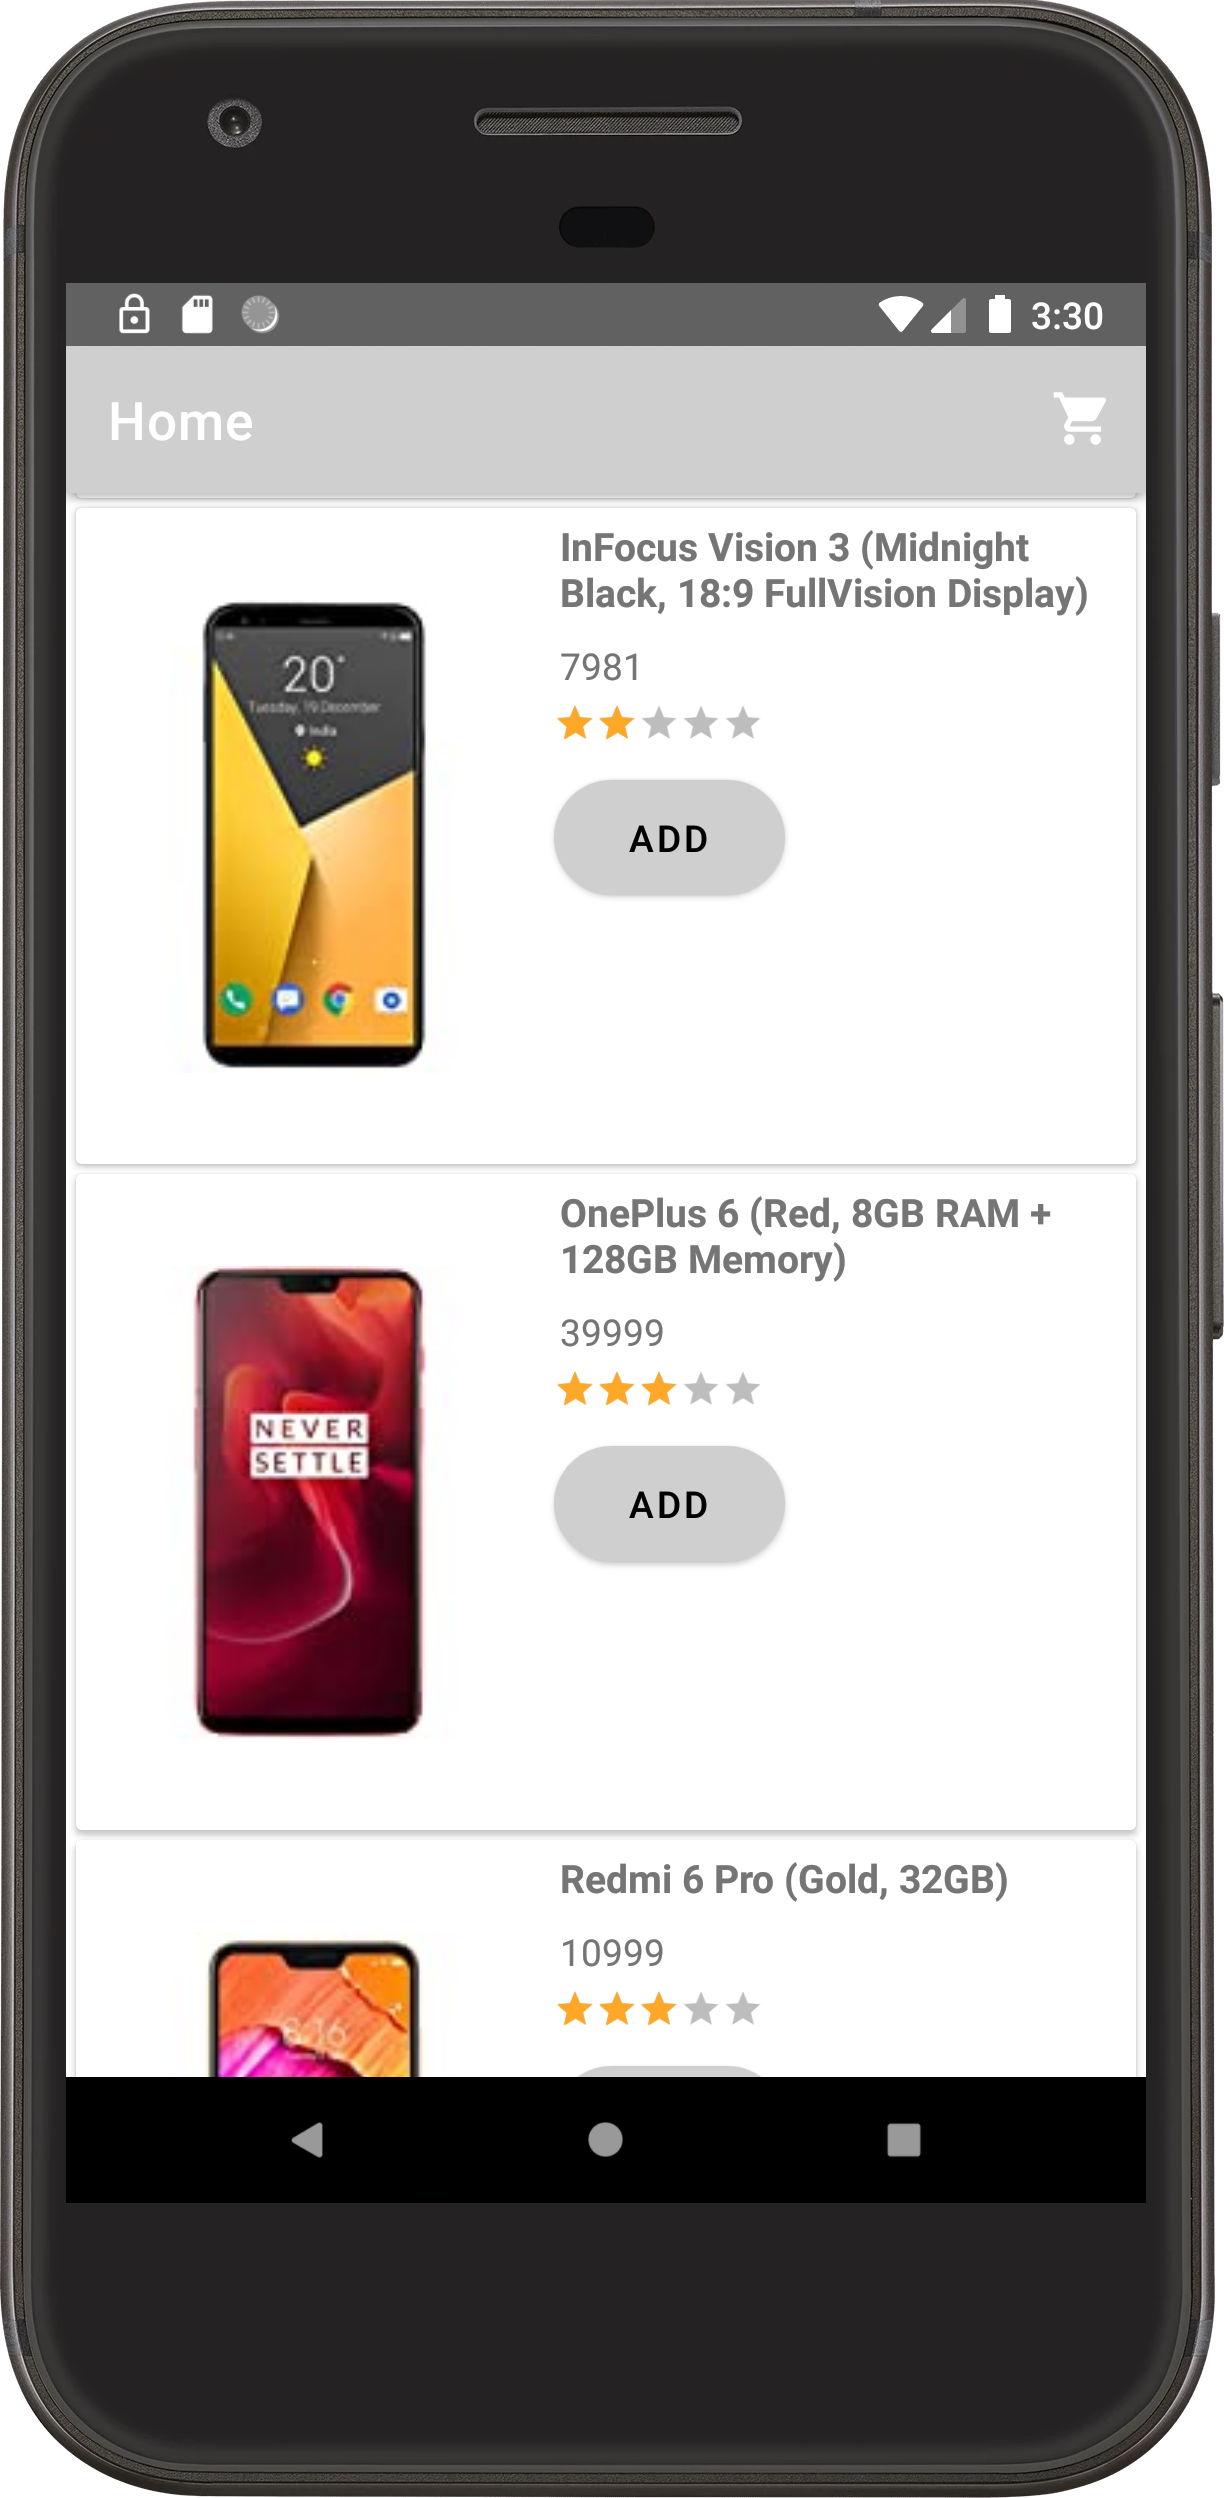 3:30
Home
InFocus Vision 3 (Midnight
Black, 18:9 FullVision Display)
7981
20°
Tuesday, 19 December
India
ADD
OnePlus 6 (Red, 8GB RAM +
128GB Memory)
39999
NEVER
SETTLE
ADD
Redmi 6 Pro (Gold, 32GB)
10999
8:16